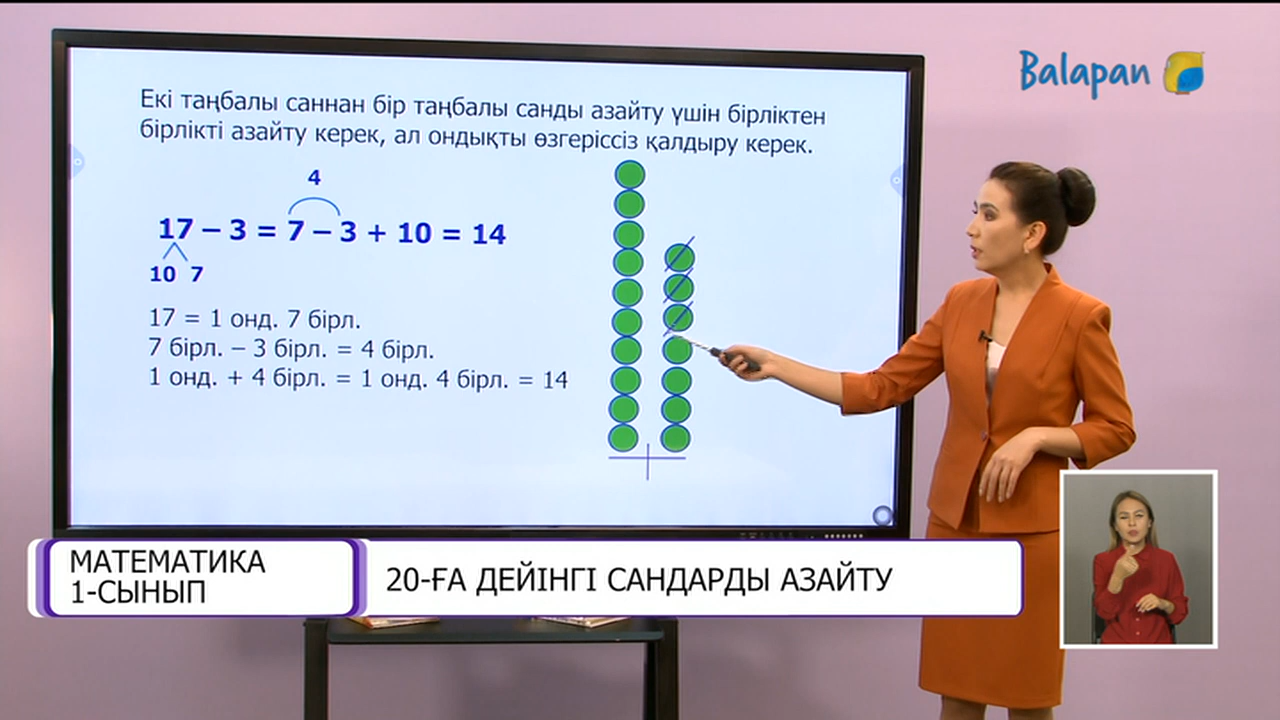 Balapan
Екі таңбалы саннан бір таңбалы санды азайту үшін бірліктен
бірлікті азайту керек, ал ондықты өзгеріссіз қалдыру керек.
4
17 – 3 = 7 – 3 + 10 = 14
10 7
17 = 1 онд. 7 бірл.
7 бірл. – 3 бірл. = 4 бірл.
1 онд. + 4 бірл. = 1 онд. 4 бірл. = 14
МАТЕМАТИКА
1-СЫНЫП
20-ҒА ДЕЙІНГІ САНДАРДЫ АЗАЙТУ